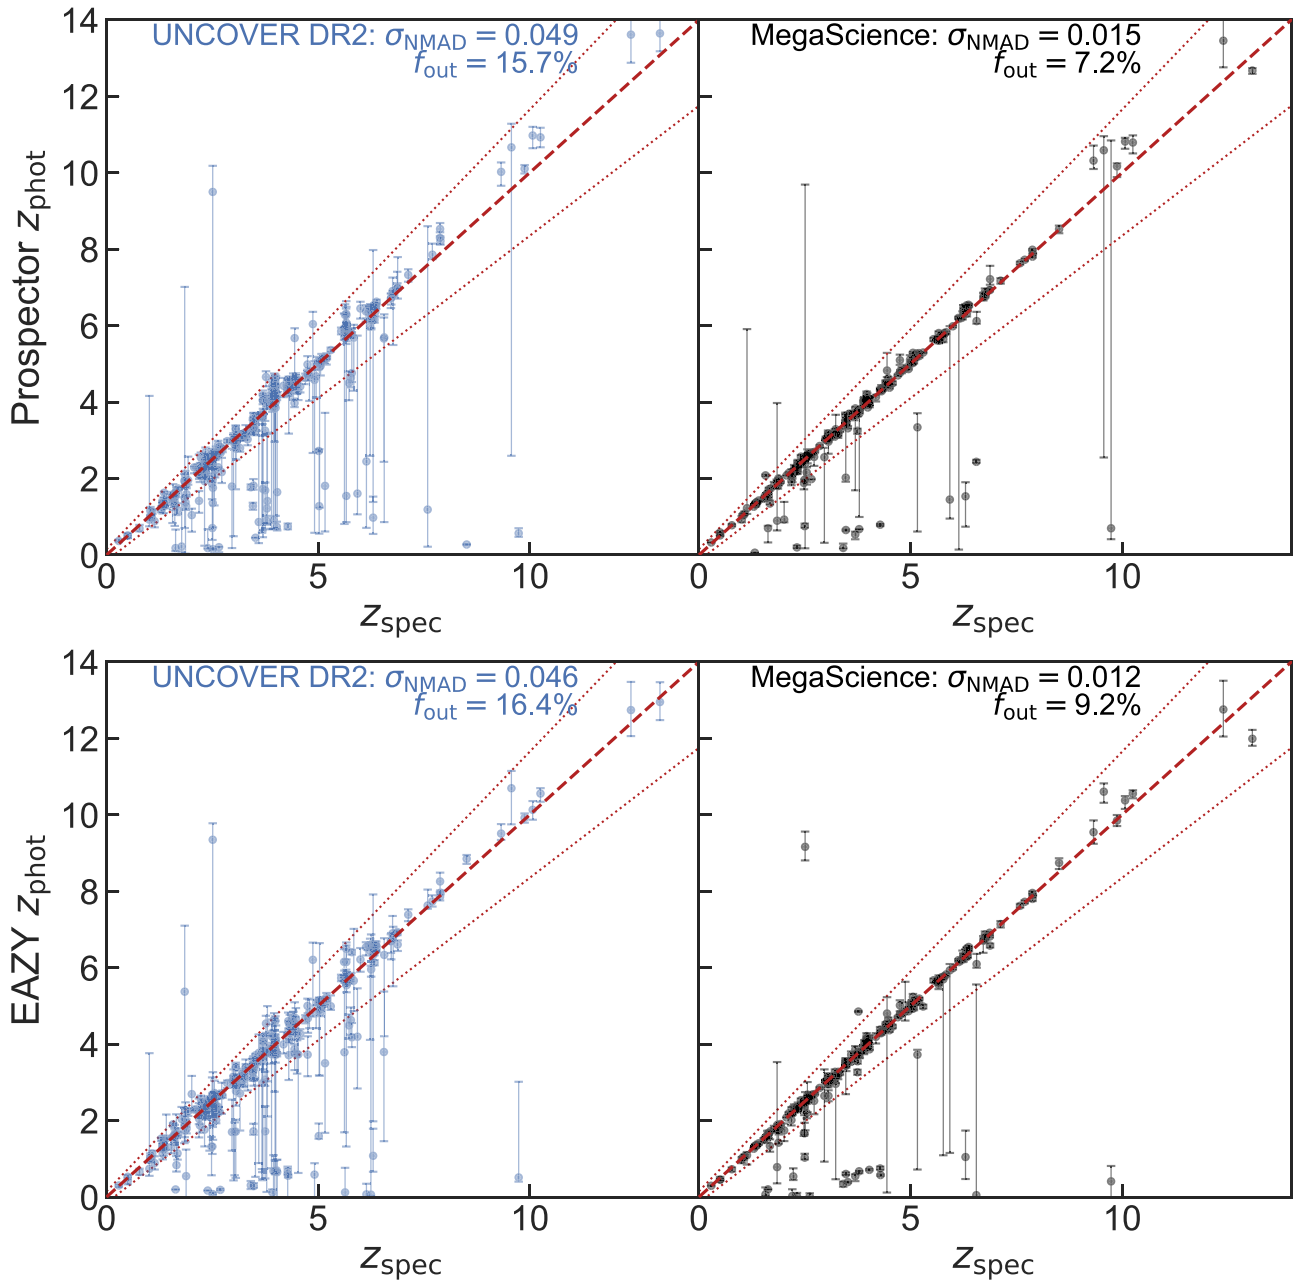 UNCOVER DR2: σNMAD = 0.049
fout = 15.7%
MegaScience: σNMAD = 0.015
fout = 7.2%
14
12
10
8
6
4
2
0
Prospector zphot
0 5 10 0 5 10
zspec zspec
UNCOVER DR2: σNMAD = 0.046
fout = 16.4%
MegaScience: σNMAD = 0.012
fout = 9.2%
14
12
10
8
6
4
2
0
EAZY zphot
0 5 10 0 5 10
zspec zspec